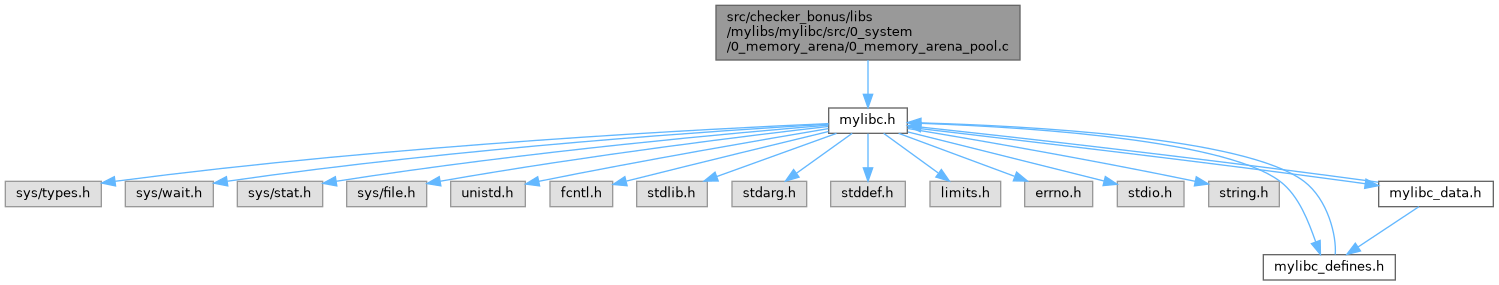 src/checker_bonus/libs
/mylibs/mylibc/src/0_system
/0_memory_arena/0_memory_arena_pool.c
mylibc.h
sys/types.h
sys/wait.h
sys/stat.h
sys/file.h
unistd.h
fcntl.h
stdlib.h
stdarg.h
stddef.h
limits.h
errno.h
stdio.h
string.h
mylibc_data.h
mylibc_defines.h